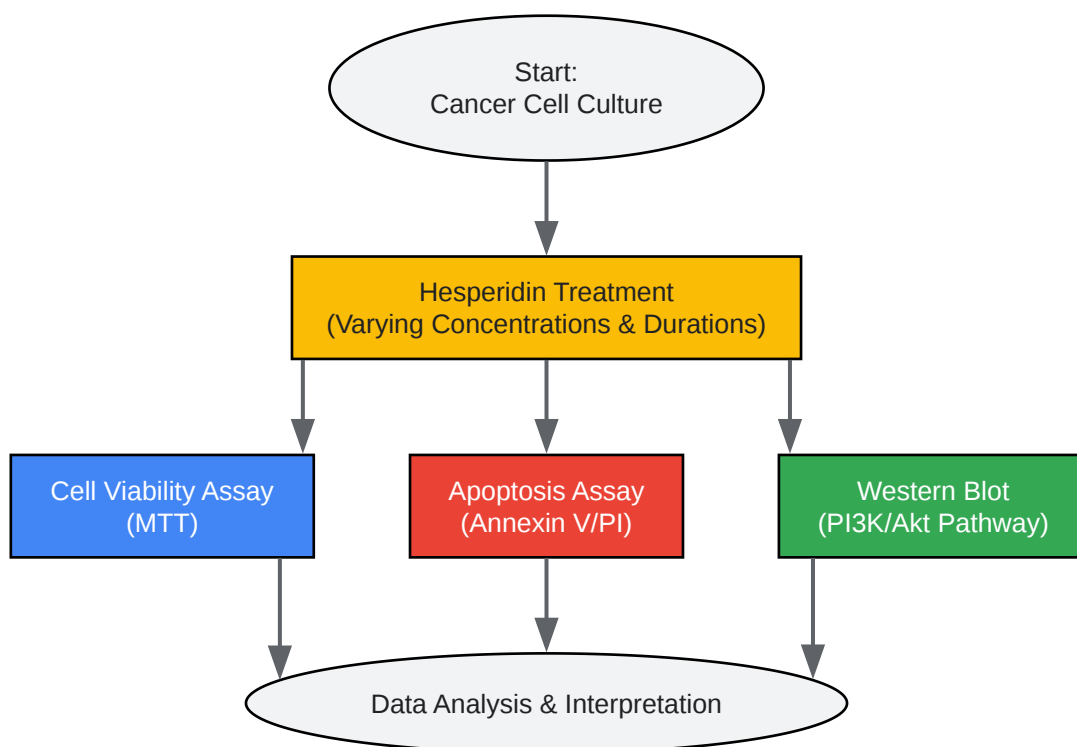 Start:
Cancer Cell Culture
Hesperidin Treatment
(Varying Concentrations & Durations)
Cell Viability Assay
(MTT)
Apoptosis Assay
(Annexin V/PI)
Western Blot
(PI3K/Akt Pathway)
Data Analysis & Interpretation